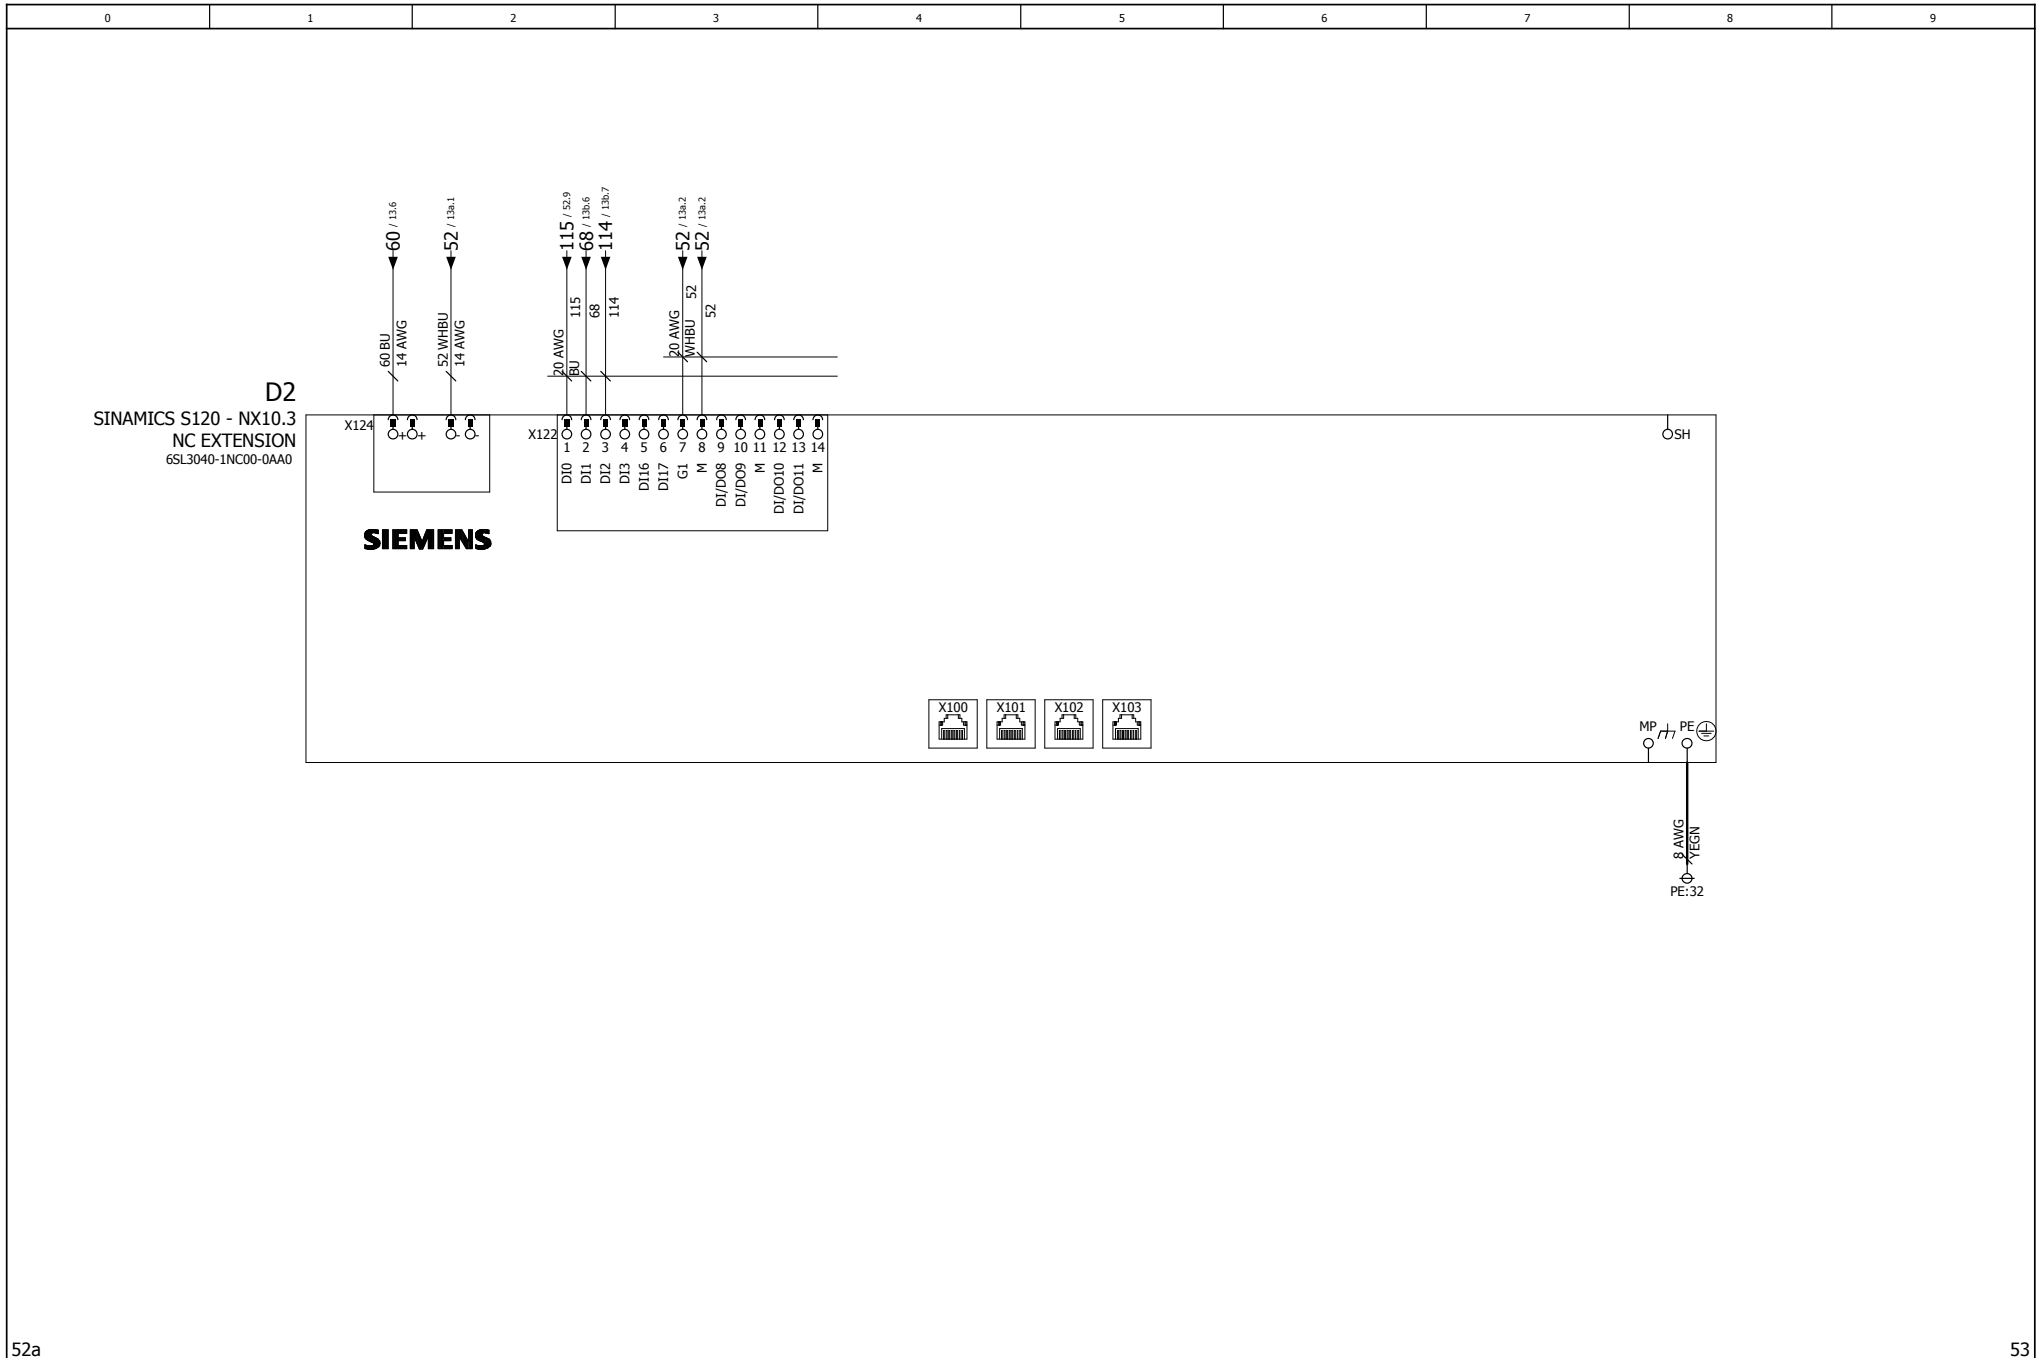 0 1 2 3 4 5 6 7 8 9
60 / 13.6
52 / 13a.1
115 / 52.9
68 / 13b.6
114 / 13b.7
52 / 13a.2
52 / 13a.2
60 BU
14 AWG
52 WHBU
14 AWG
20 AWG
BU
115
68
114
20 AWG
WHBU
52
52
D2
SINAMICS S120 - NX10.3
NC EXTENSION
6SL3040-1NC00-0AA0
X124
+ + - -
X122
1 2 3 4 5 6 7 8 9 10 11 12 13 14
DI0
DI1
DI2
DI3
DI16
DI17
G1
M
DI/DO8
DI/DO9
M
DI/DO10
DI/DO11
M
SH
SIEMENS
X100 X101 X102 X103
MP PE
8 AWG
YEGN
PE:32
52a
53